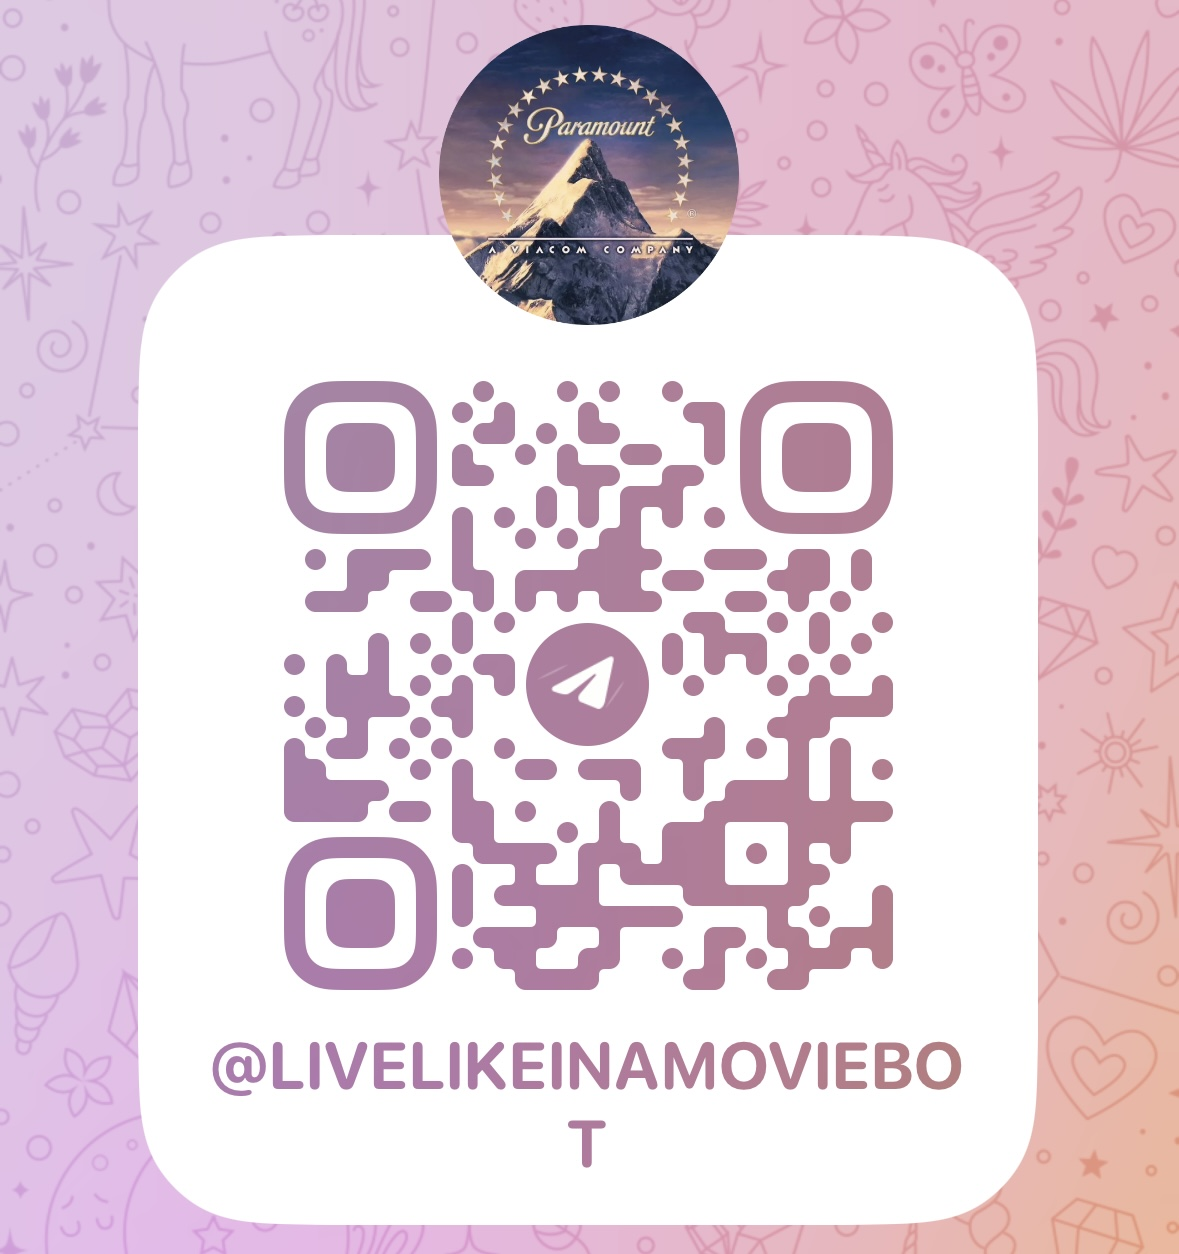 Paramount
®
A VIACOM COMPANY
@LIVELIKEINAMOVIEBO
T